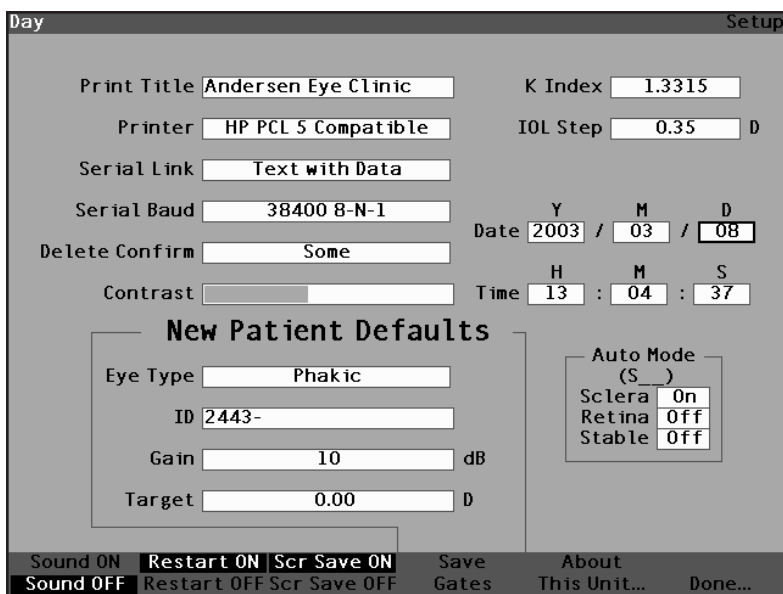 Day Setup
Print Title Andersen Eye Clinic K Index 1.3315
Printer HP PCL 5 Compatible IOL Step 0.35 D
Serial Link Text with Data
Serial Baud 38400 8-N-1
Y M D
Date 2003 / 03 / 08
Delete Confirm Some
H M S
Contrast Time 13 : 04 : 37
New Patient Defaults
Eye Type Phakic
ID 2443-
Gain 10 dB
Target 0.00 D
Auto Mode
(S__)
Sclera On
Retina Off
Stable Off
Sound ON Restart ON Scr Save ON Save About
Sound OFF Restart OFF Scr Save OFF Gates This Unit... Done...